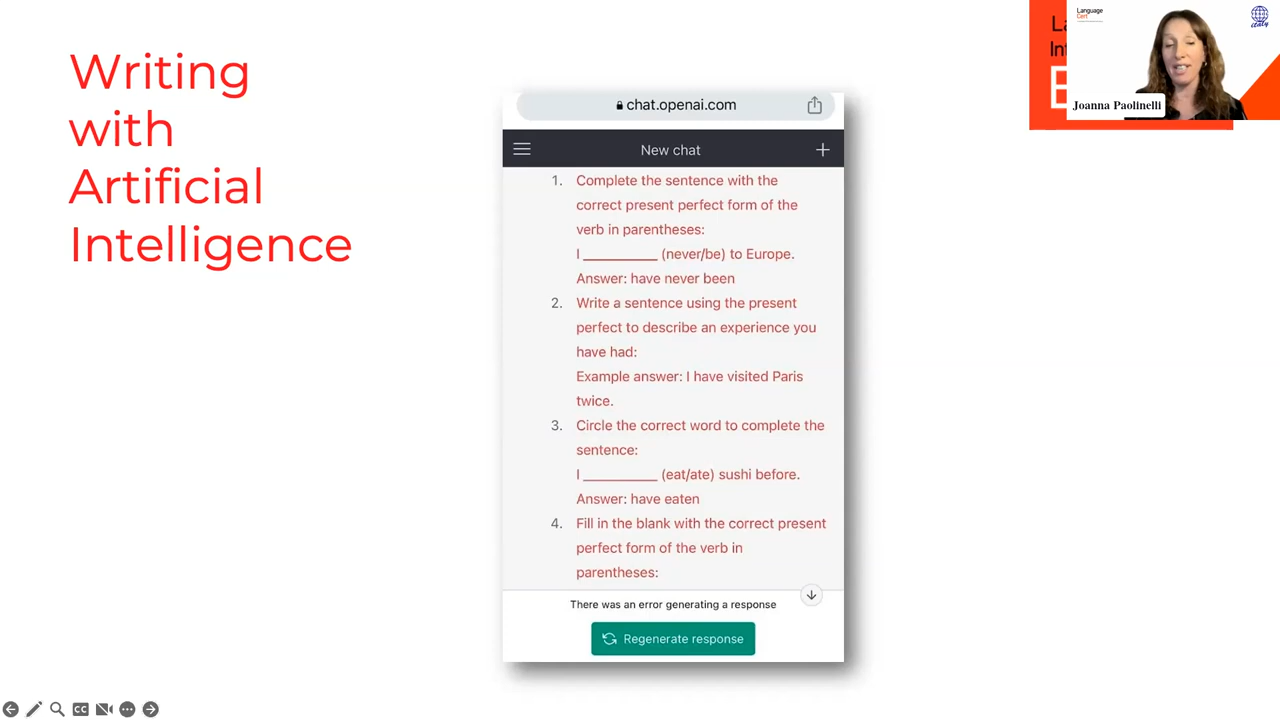 Writing
with
Artificial
Intelligence
chat.openai.com
New chat
1. Complete the sentence with the
correct present perfect form of the
verb in parentheses:
I __________ (never/be) to Europe.
Answer: have never been
2. Write a sentence using the present
perfect to describe an experience you
have had:
Example answer: I have visited Paris
twice.
3. Circle the correct word to complete the
sentence:
I __________ (eat/ate) sushi before.
Answer: have eaten
4. Fill in the blank with the correct present
perfect form of the verb in
parentheses:
There was an error generating a response
Regenerate response
Language
Cert
Joanna Paolinelli
italy
CC